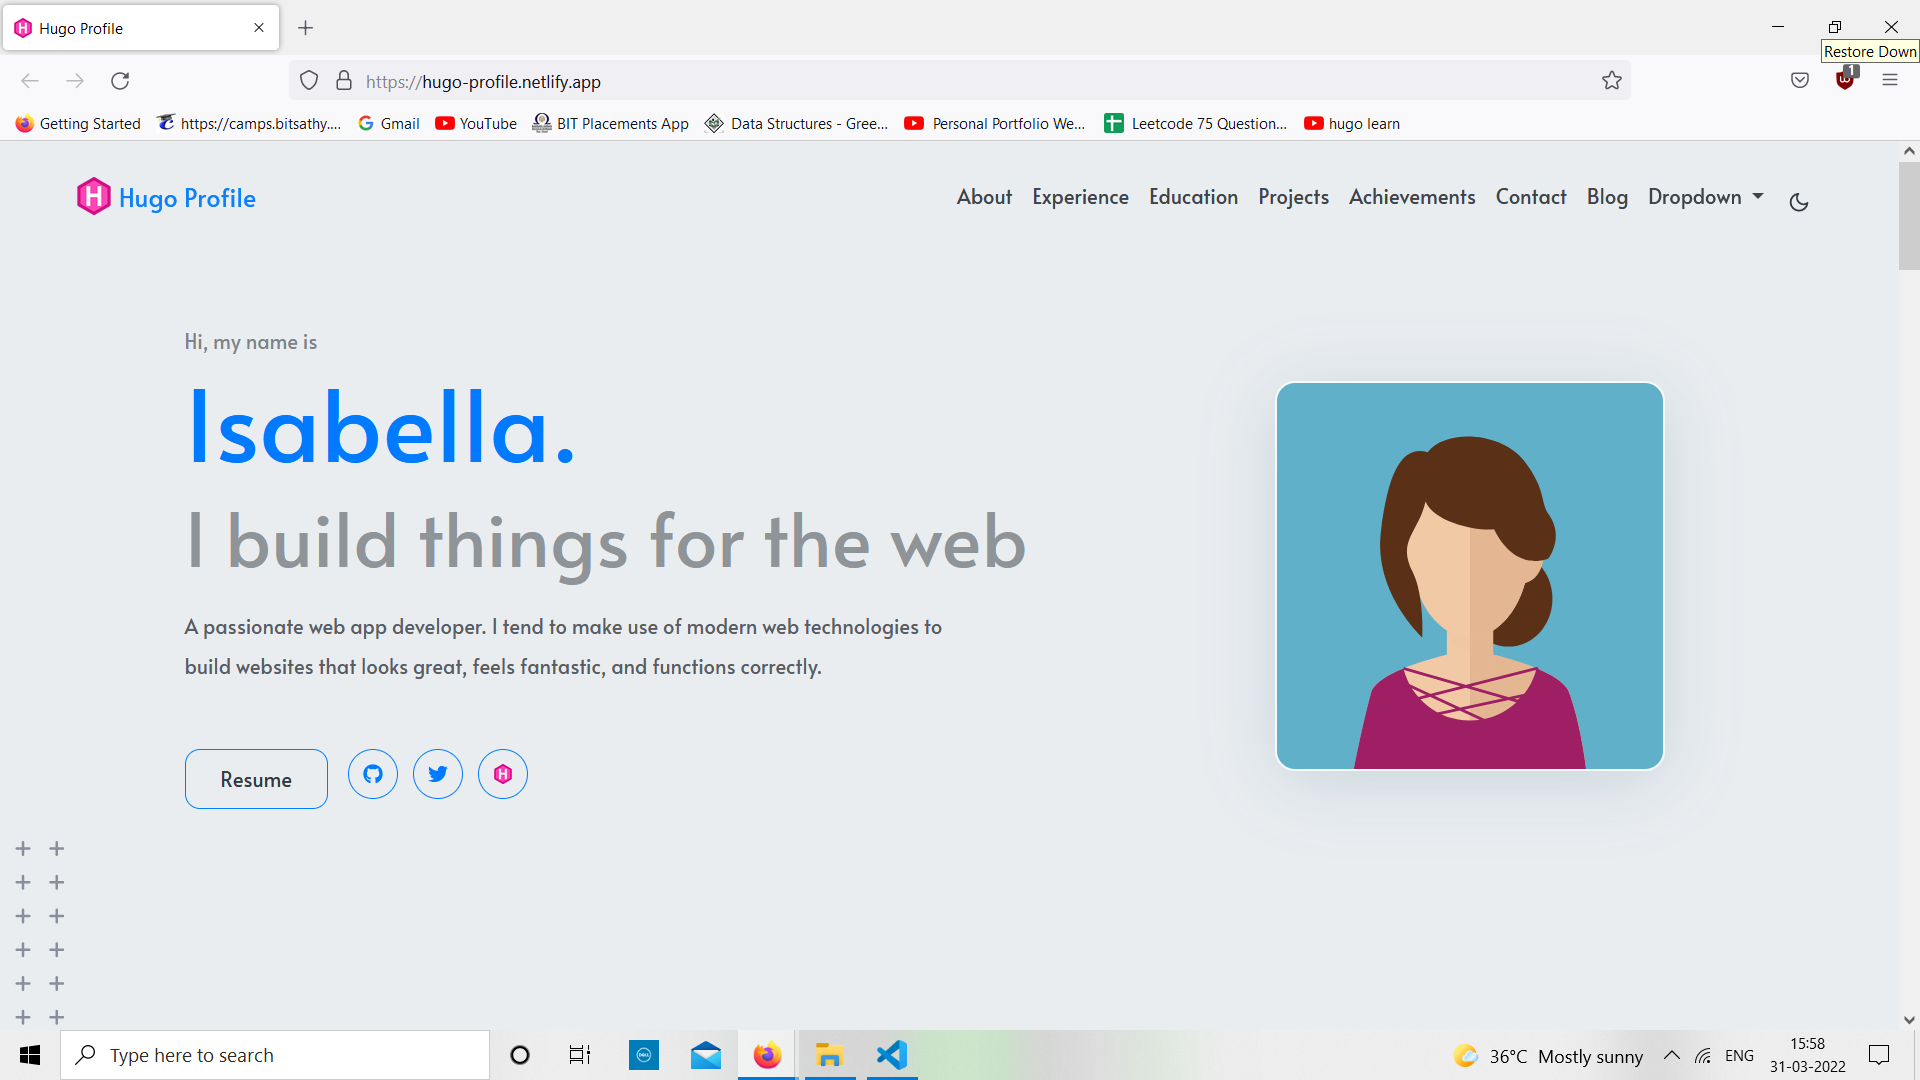 Hugo Profile
Restore Down
https://hugo-profile.netlify.app
1
Getting Started https://camps.bitsathy.... Gmail YouTube BIT Placements App Data Structures - Gree... Personal Portfolio We... Leetcode 75 Question... hugo learn
H Hugo Profile About Experience Education Projects Achievements Contact Blog Dropdown
Hi, my name is
Isabella.
I build things for the web
A passionate web app developer. I tend to make use of modern web technologies to
build websites that looks great, feels fantastic, and functions correctly.
Resume H
Type here to search DELL 36°C Mostly sunny ENG 15:58
31-03-2022